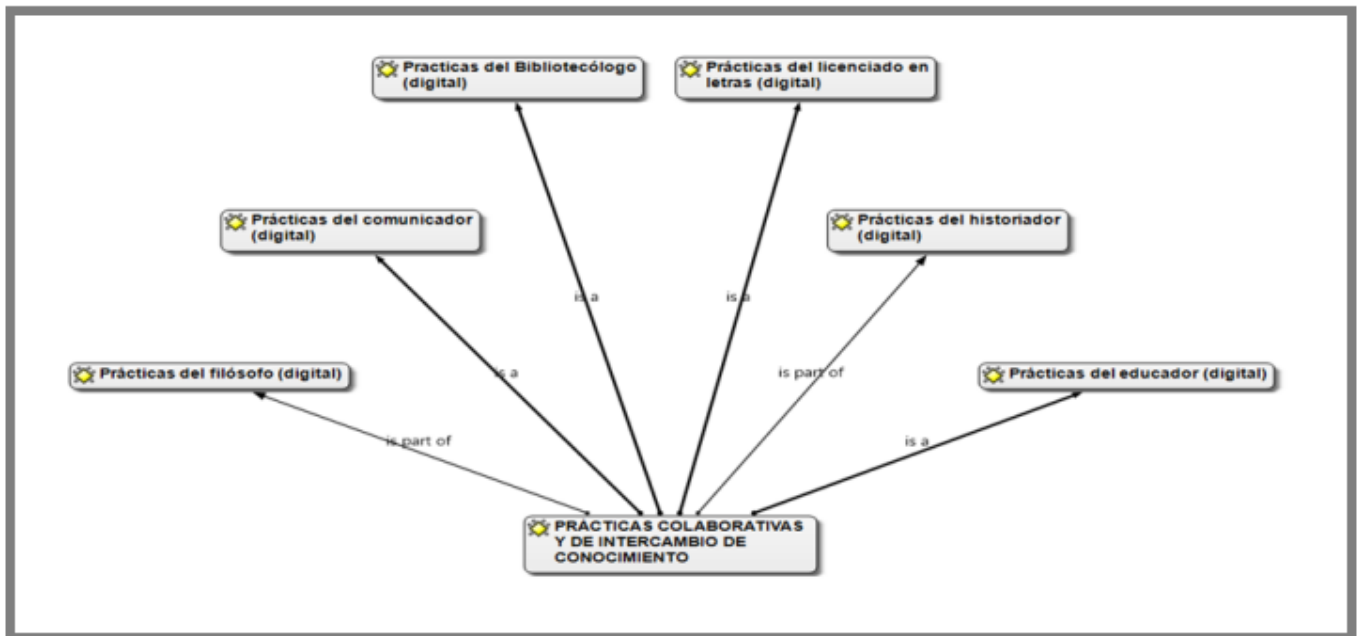 Practicas del Bibliotecólogo
(digital)
Prácticas del licenciado en
letras (digital)
Prácticas del comunicador
(digital)
Prácticas del historiador
(digital)
is a
is a
Prácticas del filósofo (digital)
is a
is part of
Prácticas del educador (digital)
is part of
is a
PRÁCTICAS COLABORATIVAS
Y DE INTERCAMBIO DE
CONOCIMIENTO